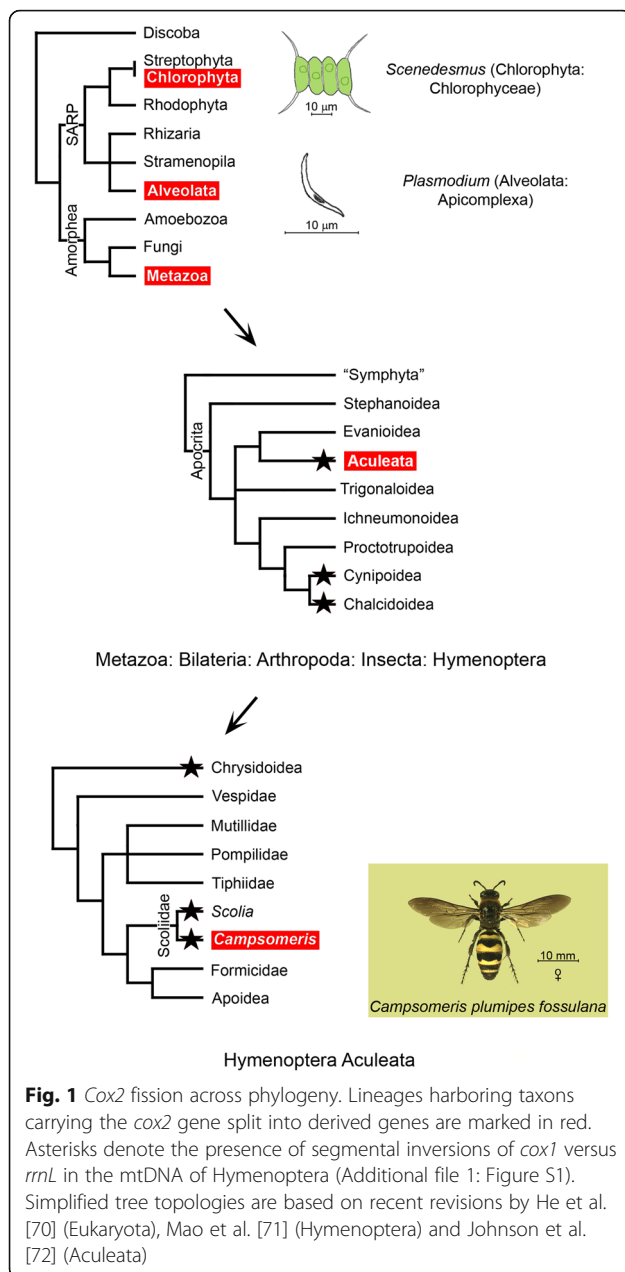 Discoba
Streptophyta
Chlorophyta
Rhodophyta
SARP
Rhizaria
Stramenopila
Alveolata
Amoebozoa
Amorphea
Fungi
Metazoa
10 µm
Scenedesmus (Chlorophyta:
Chlorophyceae)
10 µm
Plasmodium (Alveolata:
Apicomplexa)
"Symphyta"
Stephanoidea
Apocrita
Evanioidea
Aculeata
Trigonaloidea
Ichneumonoidea
Proctotrupoidea
Cynipoidea
Chalcidoidea
Metazoa: Bilateria: Arthropoda: Insecta: Hymenoptera
Chrysidoidea
Vespidae
Mutillidae
Pompilidae
Tiphiidae
Scoliidae
Scolia
Campsomeris
Formicidae
Apoidea
10 mm
♀
Campsomeris plumipes fossulana
Hymenoptera Aculeata
Fig. 1 Cox2 fission across phylogeny. Lineages harboring taxons
carrying the cox2 gene split into derived genes are marked in red.
Asterisks denote the presence of segmental inversions of cox1 versus
rrnL in the mtDNA of Hymenoptera (Additional file 1: Figure S1).
Simplified tree topologies are based on recent revisions by He et al.
[70] (Eukaryota), Mao et al. [71] (Hymenoptera) and Johnson et al.
[72] (Aculeata)